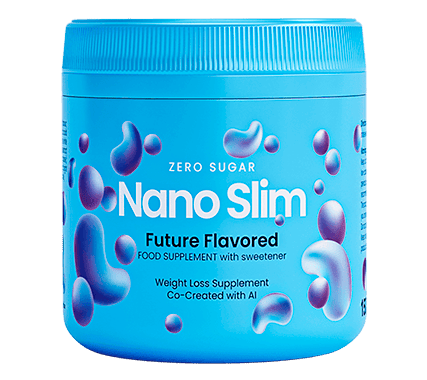 ZERO SUGAR
Nano Slim
Future Flavored
FOOD SUPPLEMENT with sweetener
Weight Loss Supplement
Co-Created with AI